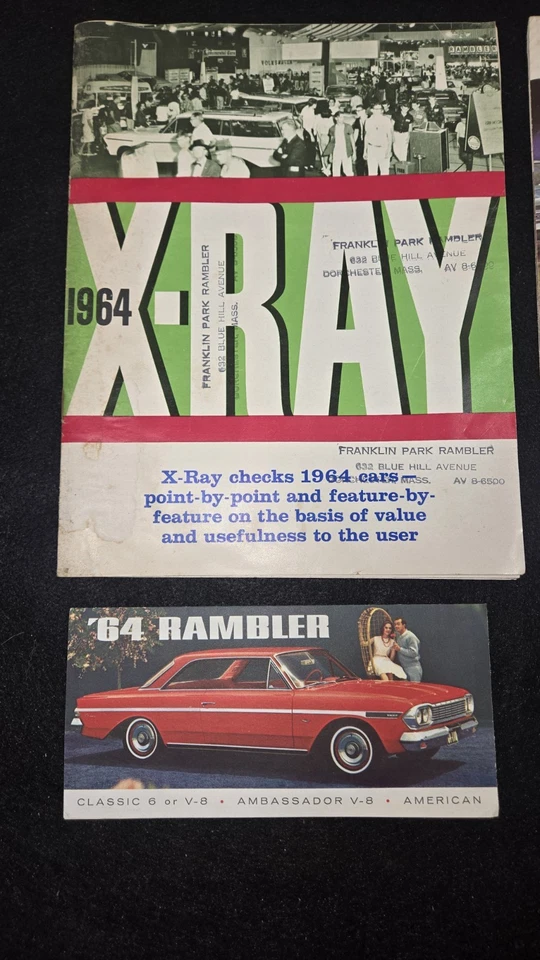 VOLKSWAGEN
RAMBLER
1964 X-RAY
FRANKLIN PARK RAMBLER
632 BLUE HILL AVENUE
DORCHESTER, MASS. AV 8-6500
FRANKLIN PARK RAMBLER
632 BLUE HILL AVENUE
MASS.
FRANKLIN PARK RAMBLER
632 BLUE HILL AVENUE
MASS. AV 8-6500
X-Ray checks 1964 cars—
point-by-point and feature-by-
feature on the basis of value
and usefulness to the user
'64 RAMBLER
CLASSIC 6 or V-8 • AMBASSADOR V-8 • AMERICAN